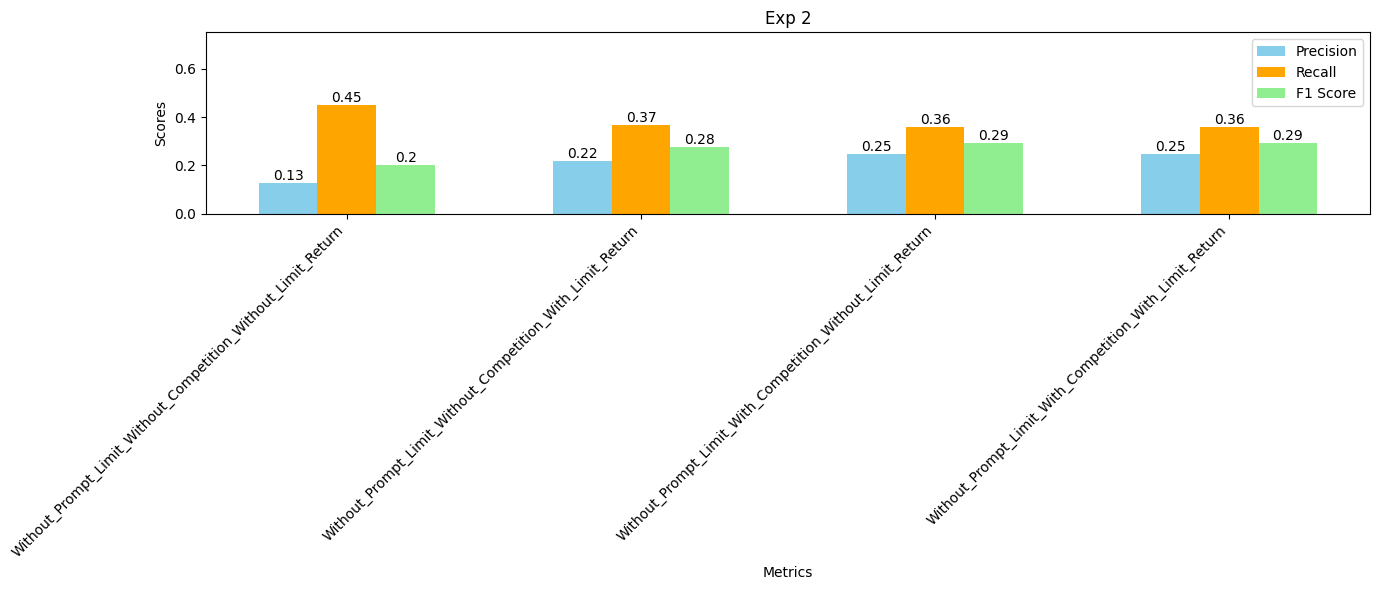 Exp 2
Precision
Recall
F1 Score
Scores
0.6
0.4
0.2
0.0
0.13
0.45
0.2
0.22
0.37
0.28
0.25
0.36
0.29
0.25
0.36
0.29
Without_Prompt_Limit_Without_Competition_Without_Limit_Return
Without_Prompt_Limit_Without_Competition_With_Limit_Return
Without_Prompt_Limit_With_Competition_Without_Limit_Return
Without_Prompt_Limit_With_Competition_With_Limit_Return
Metrics